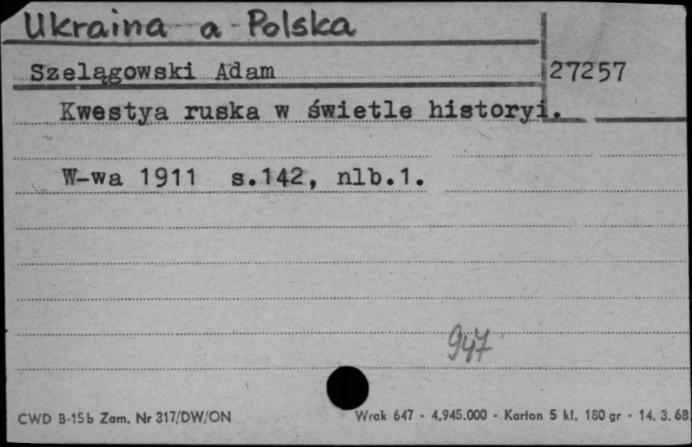 Ukraina a Polska
Szelągowski Adam 27257
Kwestya ruska w świetle historyi.
W-wa 1911 s.142, nlb.1.
947
CWD B-15b Zam. Nr 317/DW/ON Wrak 647 - 4.945.000 - Karton 5 kl. 180 gr - 14. 3. 68